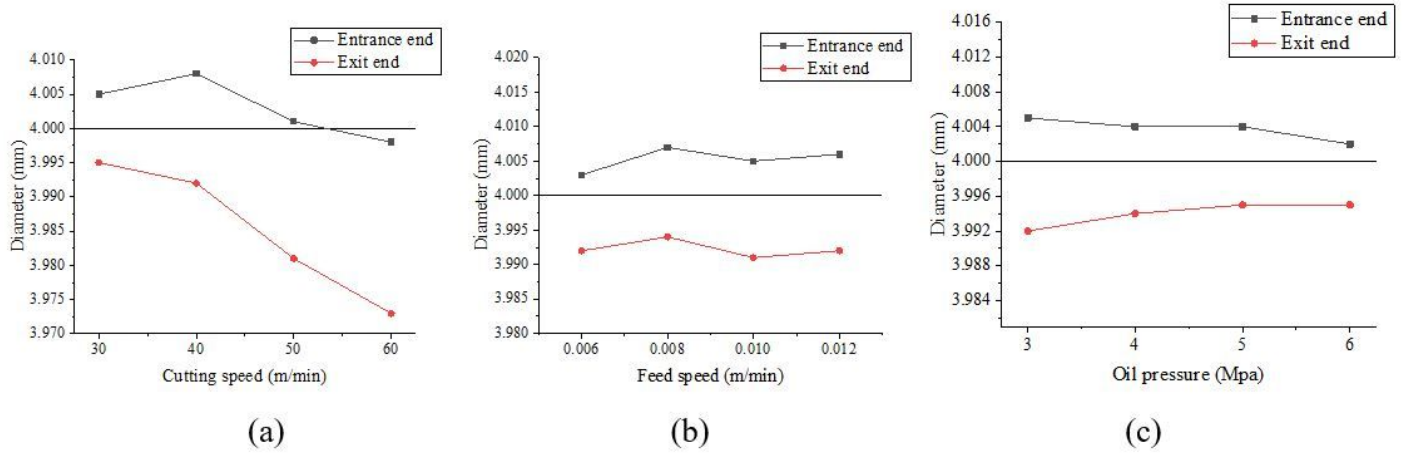 Entrance end
Exit end
4.010
4.005
4.000
3.995
3.990
3.985
3.980
3.975
3.970
Diameter (mm)
30 40 50 60
Cutting speed (m/min)
(a)
Entrance end
Exit end
4.020
4.015
4.010
4.005
4.000
3.995
3.990
3.985
3.980
Diameter (mm)
0.006 0.008 0.010 0.012
Feed speed (m/min)
(b)
Entrance end
Exit end
4.016
4.012
4.008
4.004
4.000
3.996
3.992
3.988
3.984
Diameter (mm)
3 4 5 6
Oil pressure (Mpa)
(c)